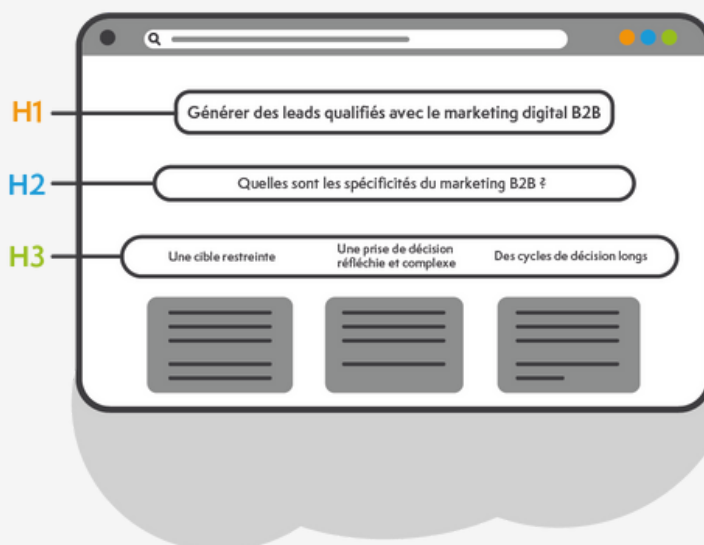 H1
Générer des leads qualifiés avec le marketing digital B2B
H2
Quelles sont les spécificités du marketing B2B ?
H3
Une cible restreinte
Une prise de décision
réfléchie et complexe
Des cycles de décision longs